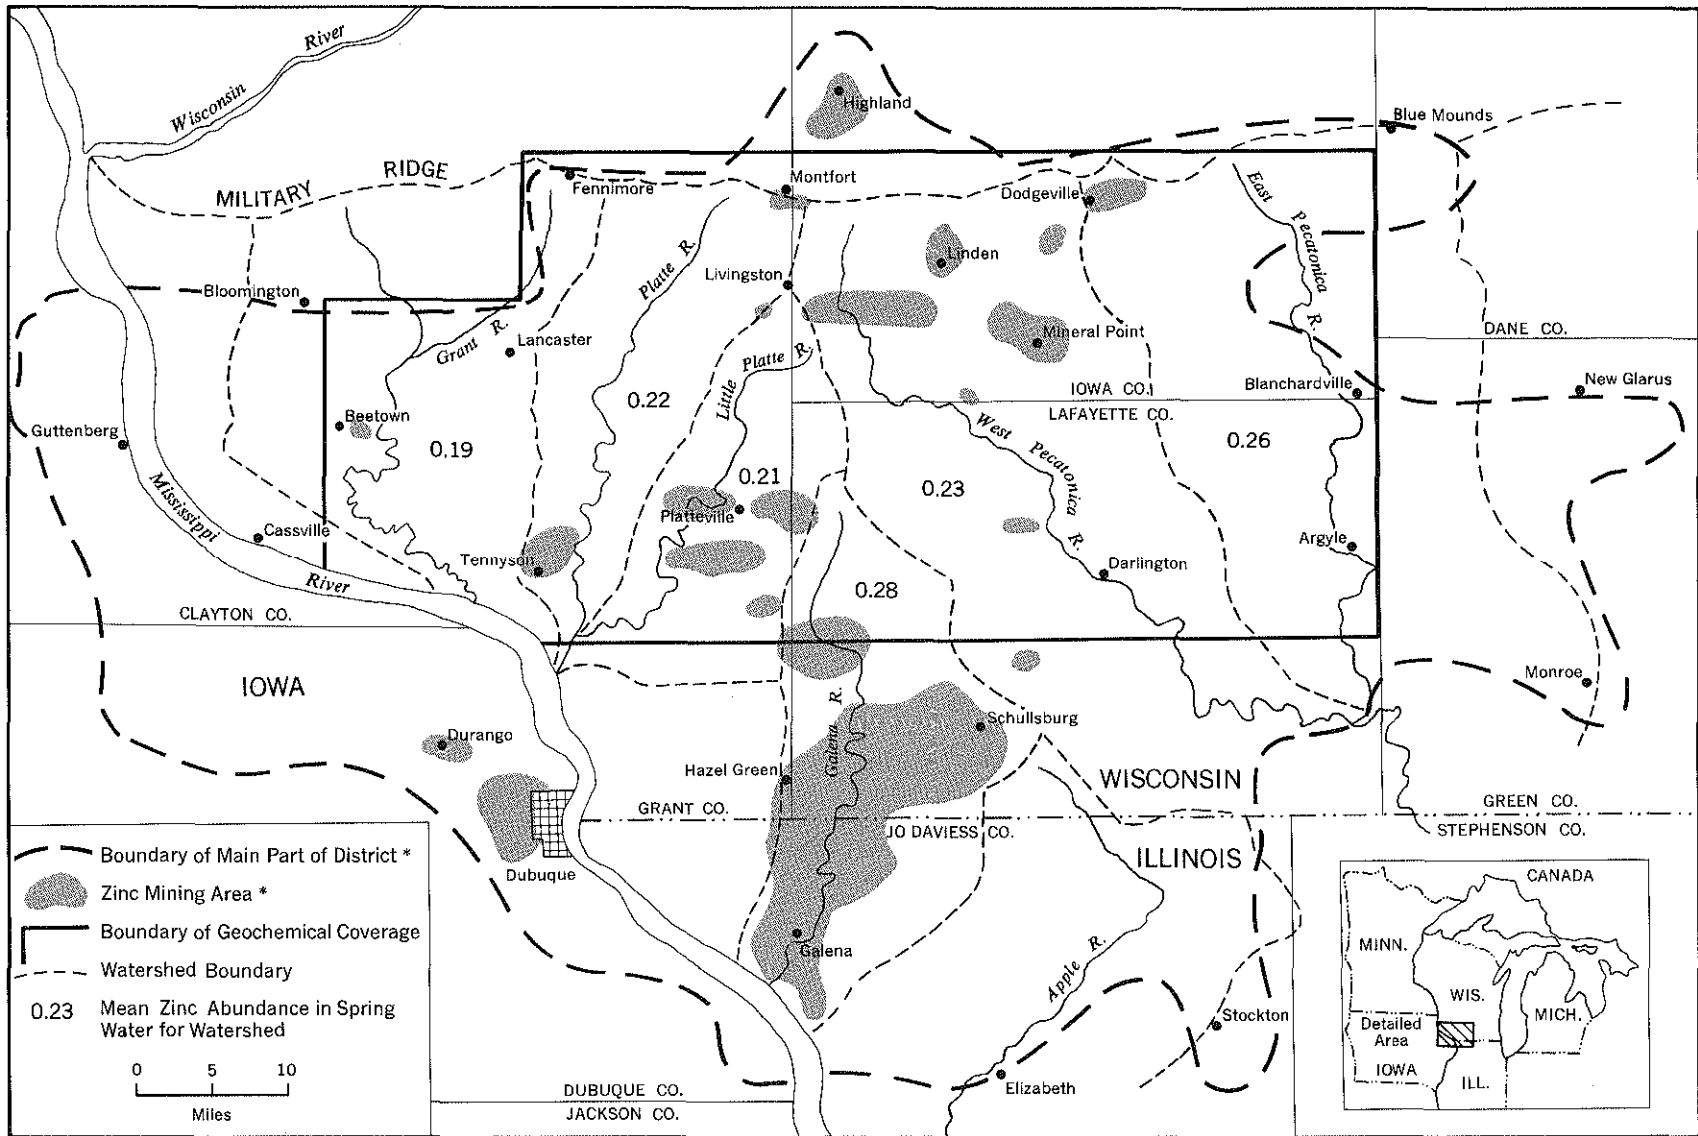 Wisconsin River
Highland
Blue Mounds
MILITARY RIDGE
Fennimore
Montfort
Dodgeville
East Pecatonica R.
Platte R.
Linden
Livingston
Bloomington
Grant R.
Lancaster
Little Platte R.
Mineral Point
DANE CO.
IOWA CO.
LAFAYETTE CO.
Blanchardville
New Glarus
0.22
Beetown
Guttenberg
0.19
West Pecatonica R.
0.26
0.21
0.23
Mississippi River
Platteville
Cassville
Tennyson
Argyle
Darlington
0.28
CLAYTON CO.
IOWA
Monroe
Galena R.
Schullsburg
Durango
Hazel Green
WISCONSIN
GRANT CO.
JO DAVIESS CO.
GREEN CO.
STEPHENSON CO.
ILLINOIS
Dubuque
Galena
Apple R.
Stockton
Elizabeth
DUBUQUE CO.
JACKSON CO.
Boundary of Main Part of District *
Zinc Mining Area *
Boundary of Geochemical Coverage
Watershed Boundary
0.23 Mean Zinc Abundance in Spring
Water for Watershed
0 5 10
Miles
CANADA
MINN.
WIS.
MICH.
Detailed
Area
IOWA
ILL.